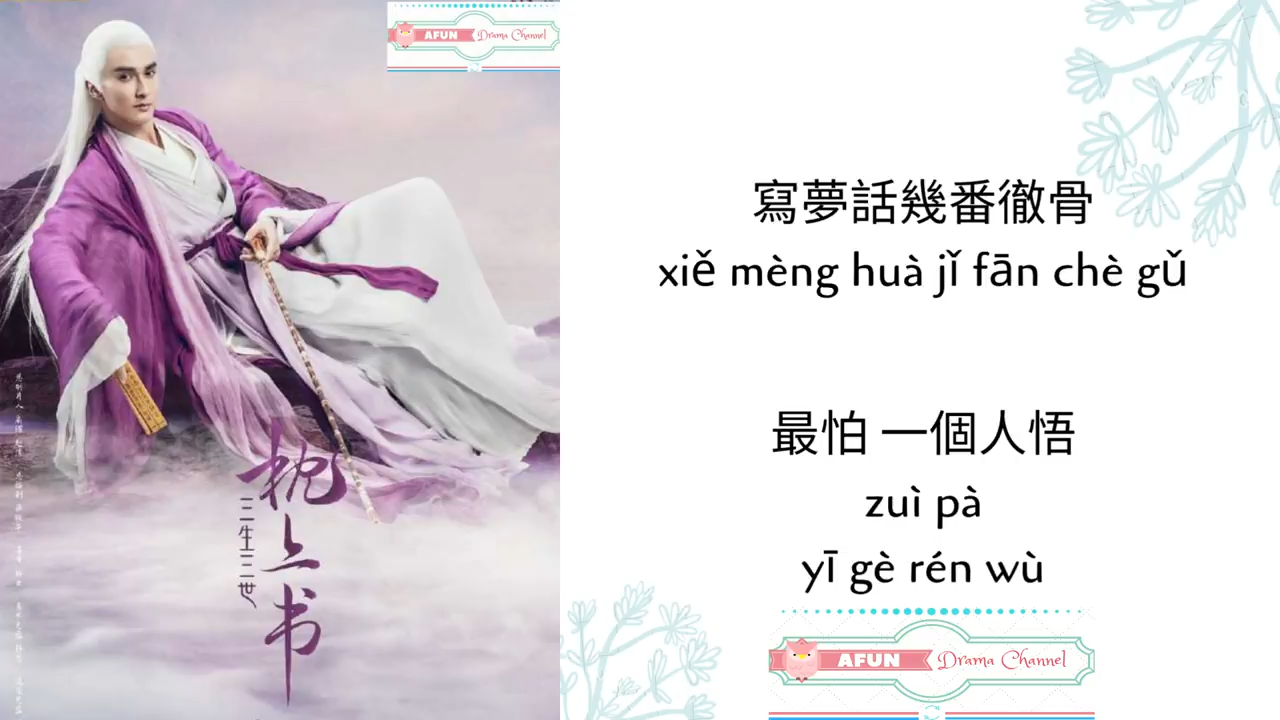 AFUN Drama Channel
枕上书
三生三世
寫夢話幾番徹骨
xiě mèng huà jǐ fān chè gǔ
最怕 一個人悟
zuì pà
yī gè rén wù
AFUN Drama Channel